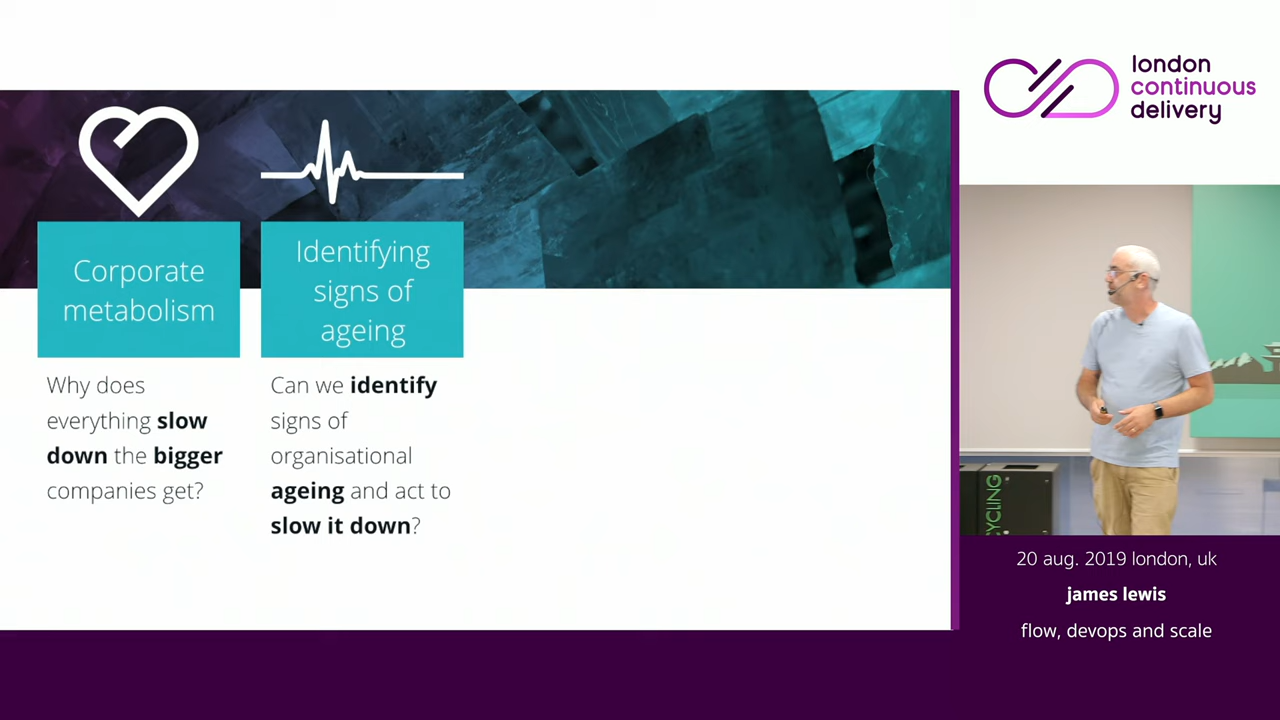 london
continuous
delivery
Corporate
metabolism
Identifying
signs of
ageing
Why does
everything slow
down the bigger
companies get?
Can we identify
signs of
organisational
ageing and act to
slow it down?
CYCLING
20 aug. 2019 london, uk
james lewis
flow, devops and scale